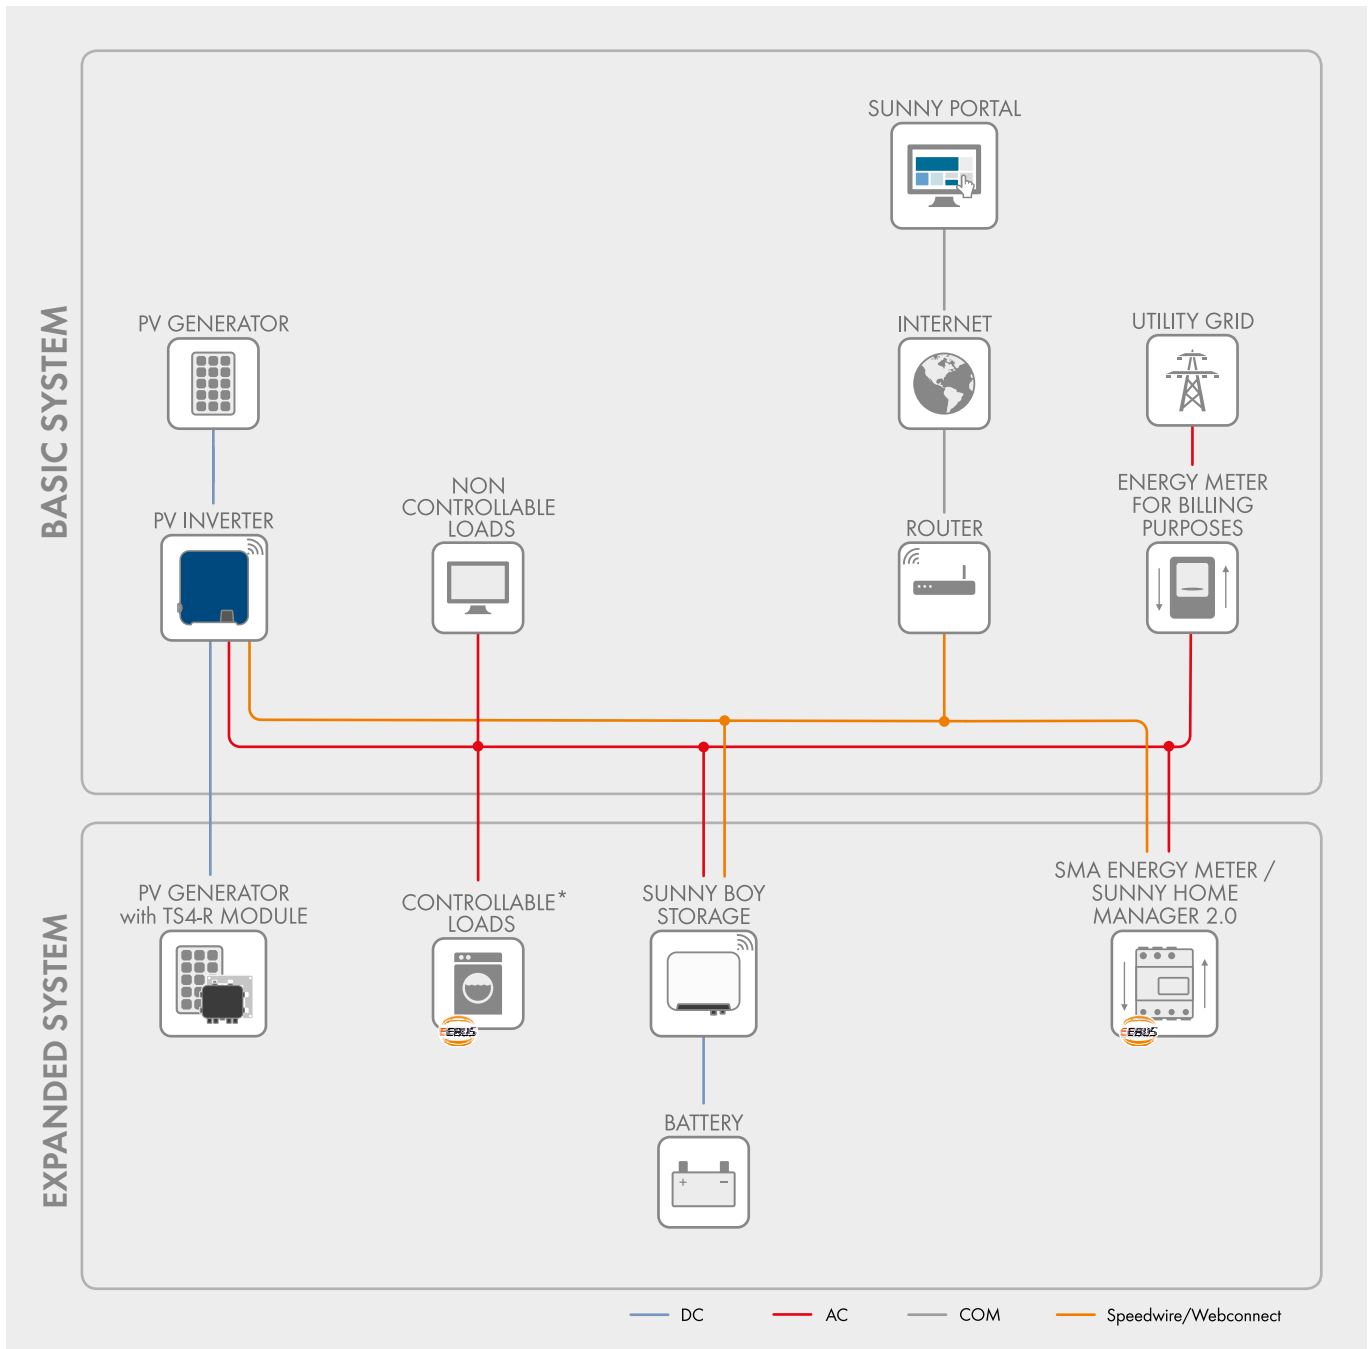 BASIC SYSTEM
SUNNY PORTAL
PV GENERATOR
INTERNET
UTILITY GRID
PV INVERTER
NON
CONTROLLABLE
LOADS
ROUTER
ENERGY METER
FOR BILLING
PURPOSES
EXPANDED SYSTEM
PV GENERATOR
with TS4-R MODULE
CONTROLLABLE*
LOADS
SUNNY BOY
STORAGE
SMA ENERGY METER /
SUNNY HOME
MANAGER 2.0
EEBUS
EEBUS
BATTERY
+ −
DC
AC
COM
Speedwire/Webconnect